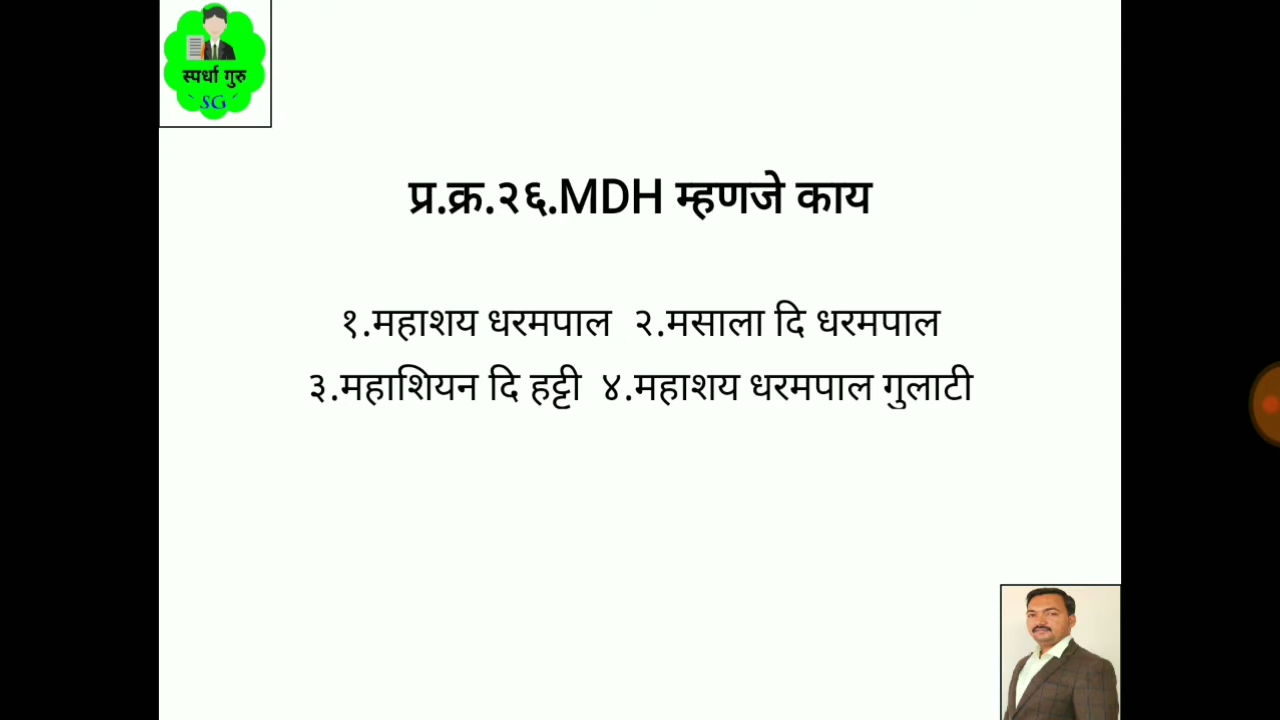 स्पर्धा गुरु
SG
प्र.क्र.२६.MDH म्हणजे काय
१.महाशय धरमपाल २.मसाला दि धरमपाल
३.महाशियन दि हट्टी ४.महाशय धरमपाल गुलाटी